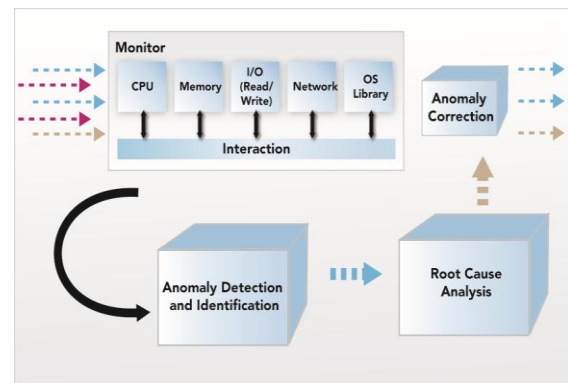 Monitor
CPU
Memory
I/O
(Read/
Write)
Network
OS
Library
Interaction
Anomaly
Correction
Anomaly Detection
and Identification
Root Cause
Analysis